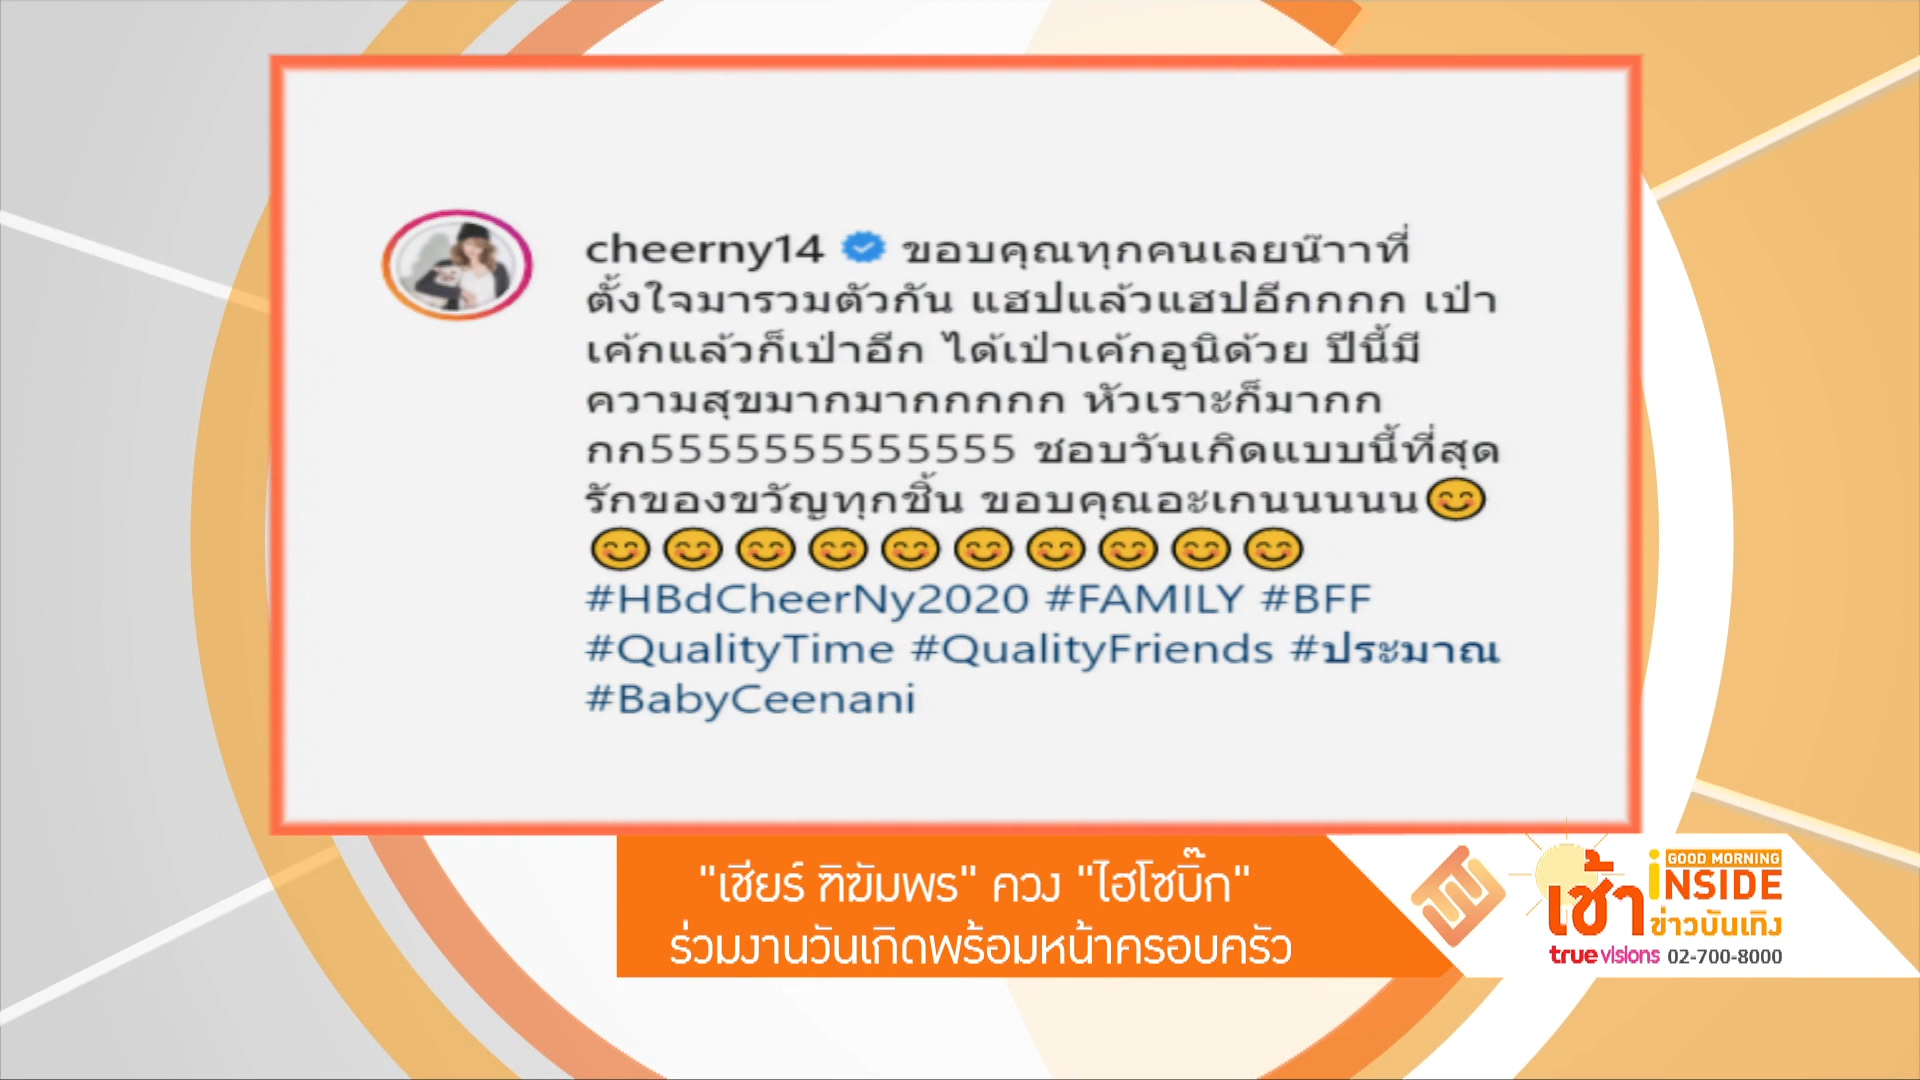 cheerny14 ขอบคุณทุกคนเลยน๊าาที่
ตั้งใจมารวมตัวกัน แฮปแล้วแฮปอีกกกก เป่า
เค้กแล้วก็เป่าอีก ได้เป่าเค้กอูนิด้วย ปีนี้มี
ความสุขมากมากกกกก หัวเราะก็มากก
กก5555555555555 ชอบวันเกิดแบบนี้ที่สุด
รักของขวัญทุกชิ้น ขอบคุณอะเกนนนนน😊
😊😊😊😊😊😊😊😊😊😊
#HBdCheerNy2020 #FAMILY #BFF
#QualityTime #QualityFriends #ประมาณ
#BabyCeenani
"เชียร์ ฑิฆัมพร" ควง "ไฮโซบิ๊ก"
ร่วมงานวันเกิดพร้อมหน้าครอบครัว
GOOD MORNING
เช้า iNSIDE
ข่าวบันเทิง
true visions 02-700-8000